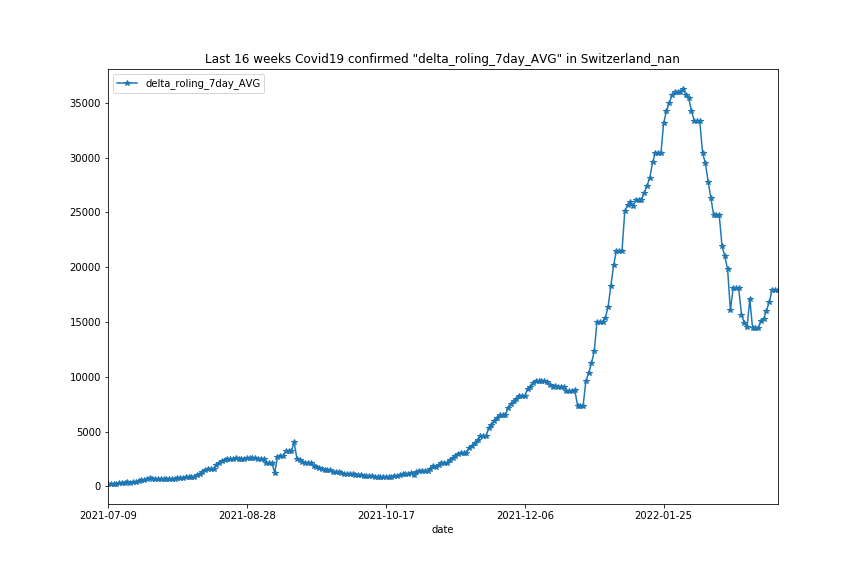 Last 16 weeks Covid19 confirmed "delta_roling_7day_AVG" in Switzerland_nan
delta_roling_7day_AVG
35000
30000
25000
20000
15000
10000
5000
0
2021-07-09 2021-08-28 2021-10-17 2021-12-06 2022-01-25
date